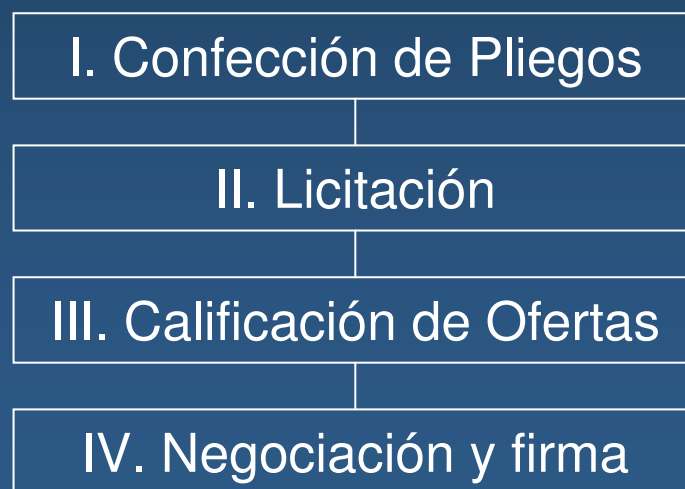 I. Confección de Pliegos
II. Licitación
III. Calificación de Ofertas
IV. Negociación y firma